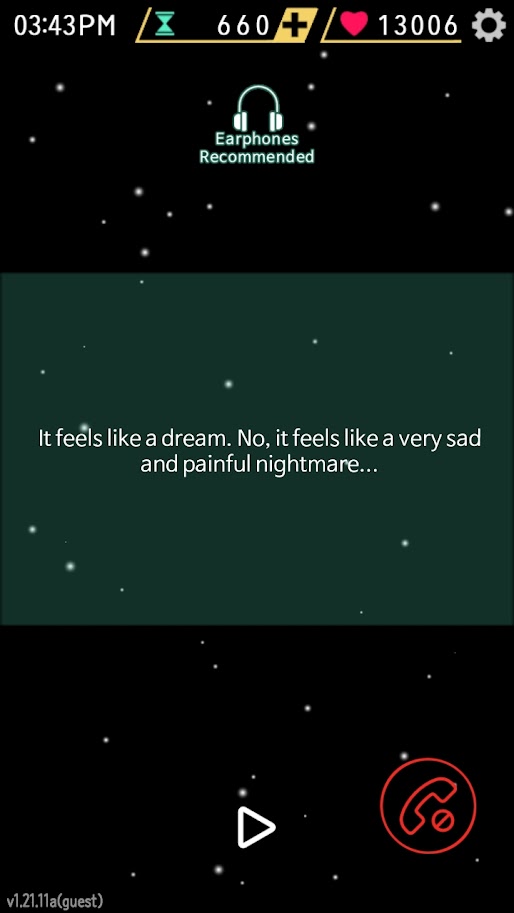 03:43PM 660 13006
Earphones
Recommended
It feels like a dream. No, it feels like a very sad
and painful nightmare...
v1.21.11a(guest)